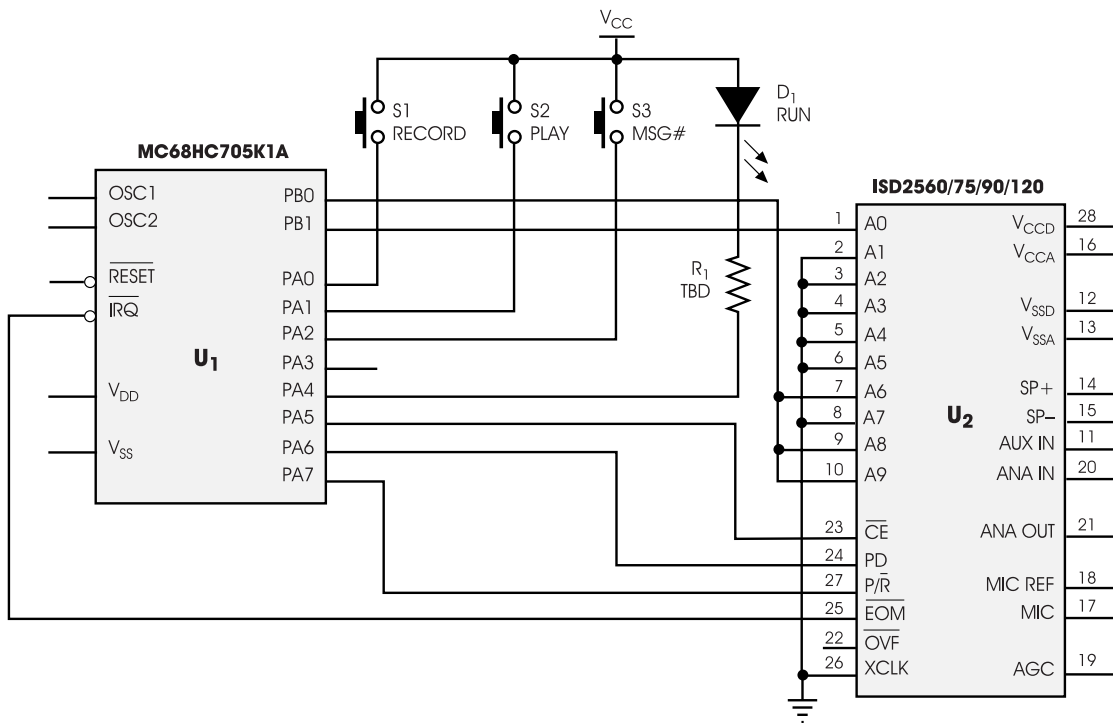 VCC
S1
RECORD
S2
PLAY
S3
MSG#
D1
RUN
MC68HC705K1A
OSC1
OSC2
RESET
IRQ
VDD
VSS
U1
PB0
PB1
PA0
PA1
PA2
PA3
PA4
PA5
PA6
PA7
R1
TBD
ISD2560/75/90/120
1 A0
2 A1
3 A2
4 A3
5 A4
6 A5
7 A6
8 A7
9 A8
10 A9
23 CE
24 PD
27 P/R
25 EOM
22 OVF
26 XCLK
U2
VCCD 28
VCCA 16
VSSD 12
VSSA 13
SP+ 14
SP– 15
AUX IN 11
ANA IN 20
ANA OUT 21
MIC REF 18
MIC 17
AGC 19